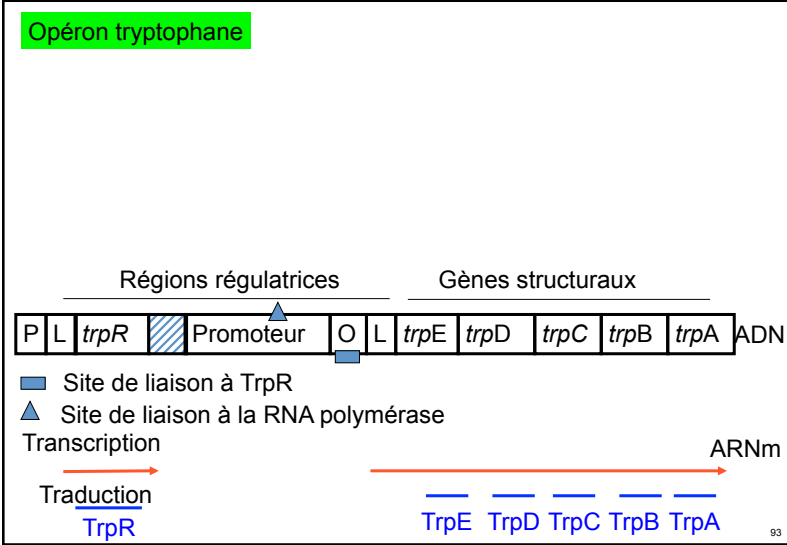 Opéron tryptophane
Régions régulatrices Gènes structuraux
P L trpR Promoteur O L trpE trpD trpC trpB trpA ADN
Site de liaison à TrpR
Site de liaison à la RNA polymérase
Transcription ARNm
Traduction
TrpR TrpE TrpD TrpC TrpB TrpA
93